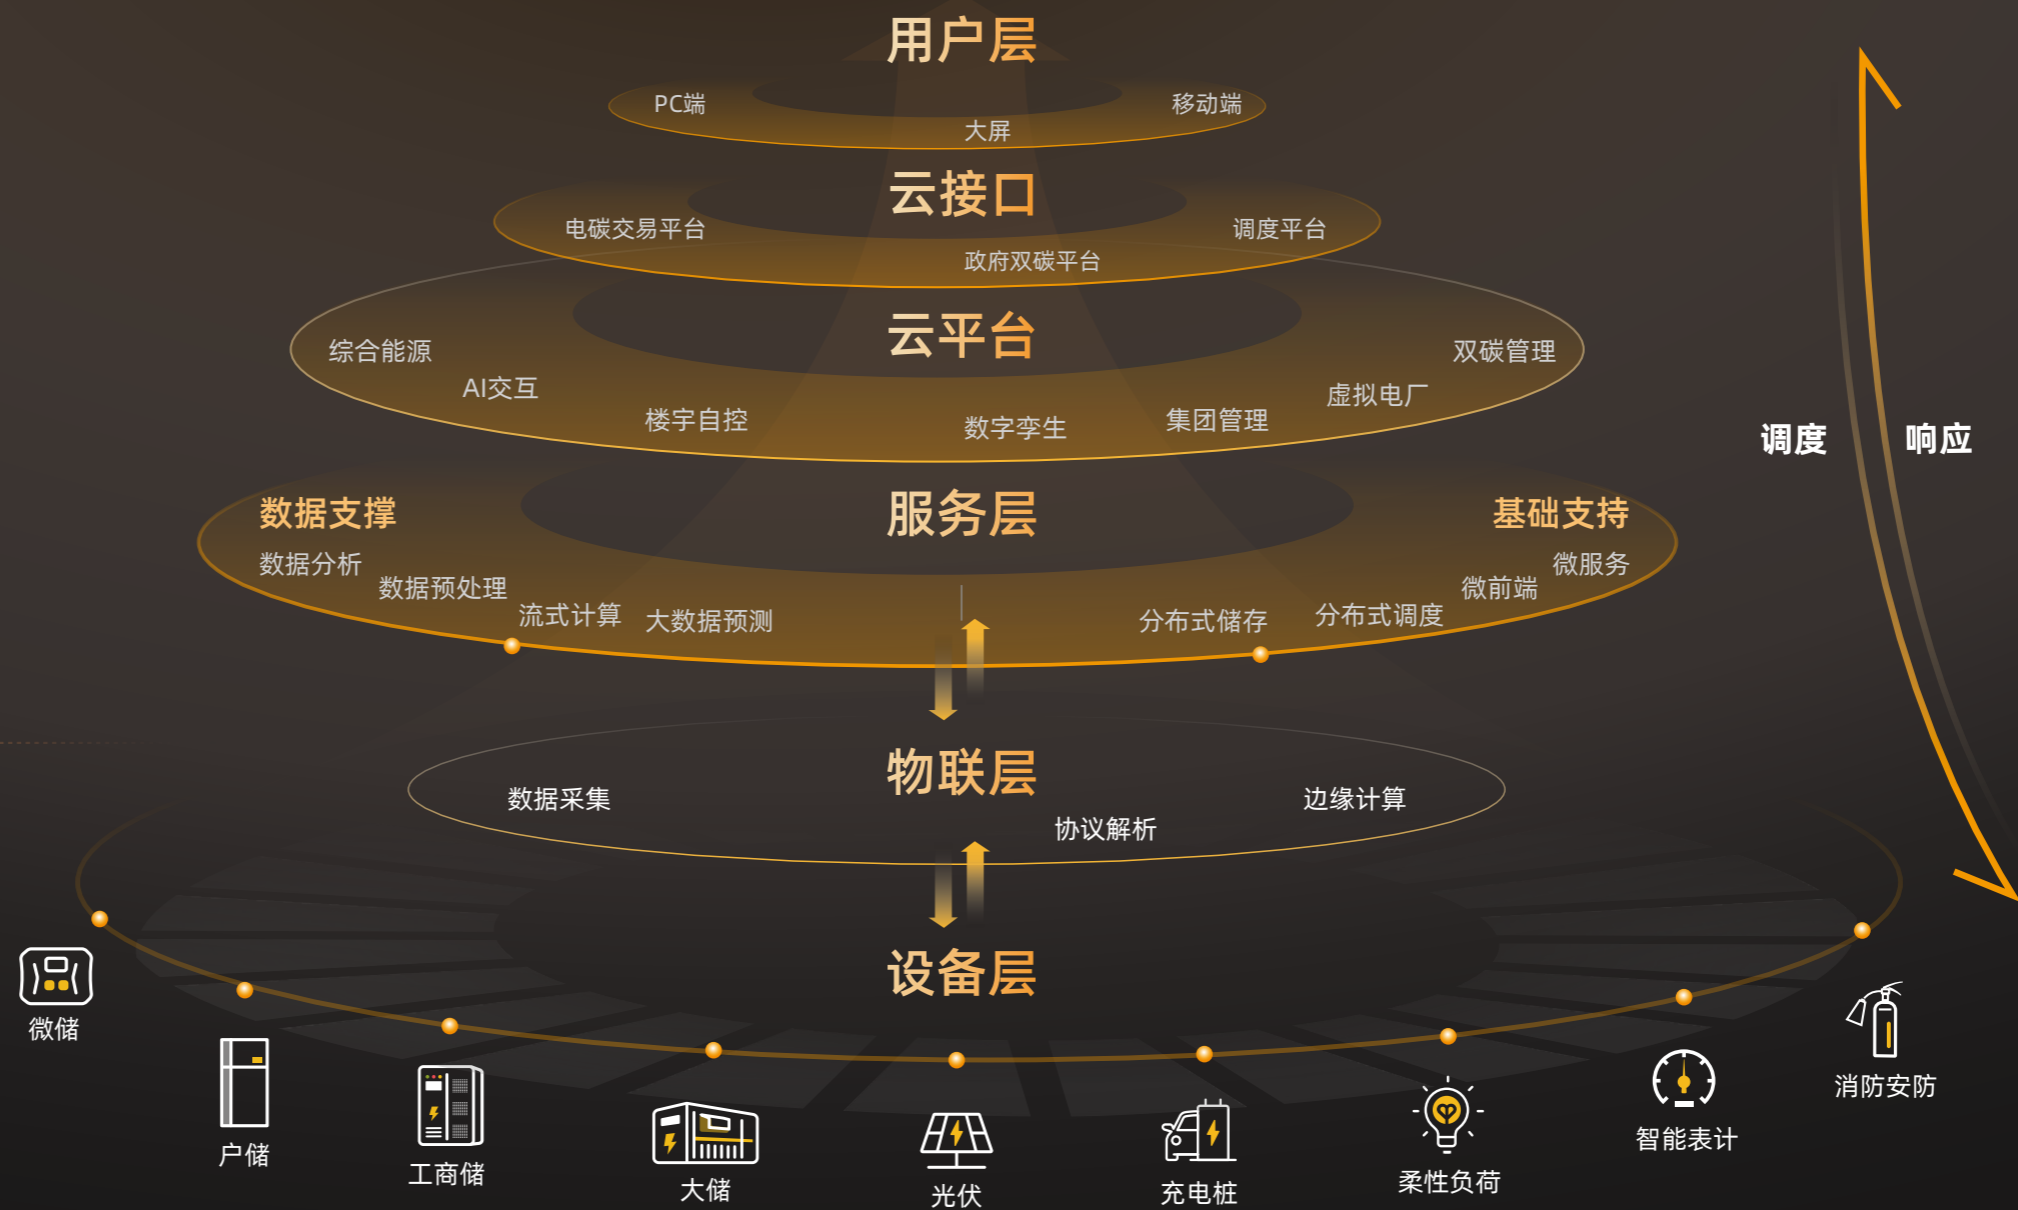 用户层
PC端
移动端
大屏
云接口
电碳交易平台
调度平台
政府双碳平台
云平台
综合能源
双碳管理
AI交互
虚拟电厂
楼宇自控
数字孪生
集团管理
调度
响应
服务层
数据支撑
基础支持
数据分析
微服务
数据预处理
微前端
流式计算
大数据预测
分布式储存
分布式调度
物联层
数据采集
协议解析
边缘计算
设备层
微储
户储
工商储
大储
光伏
充电桩
柔性负荷
智能表计
消防安防